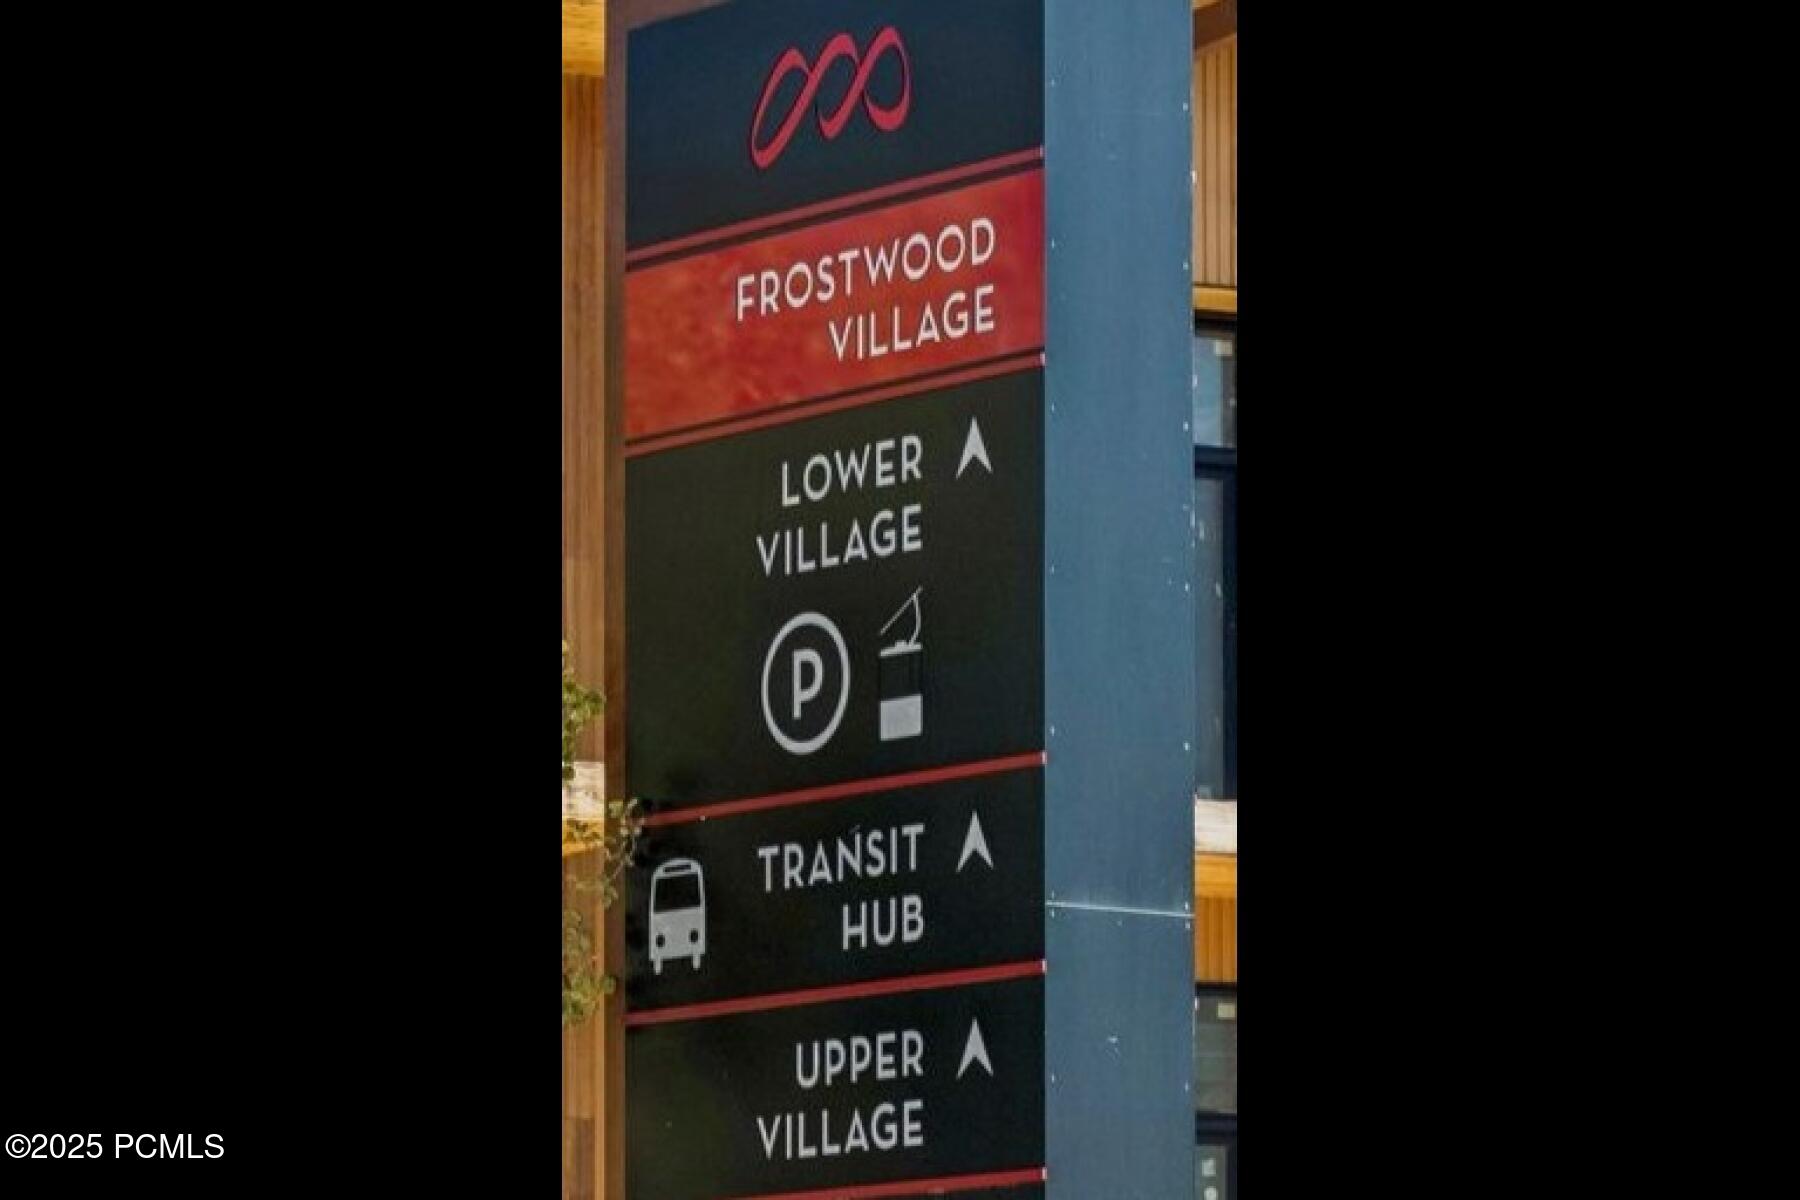 FROSTWOOD
VILLAGE
LOWER
VILLAGE
P
TRANSIT
HUB
UPPER
VILLAGE
©2025 PCMLS